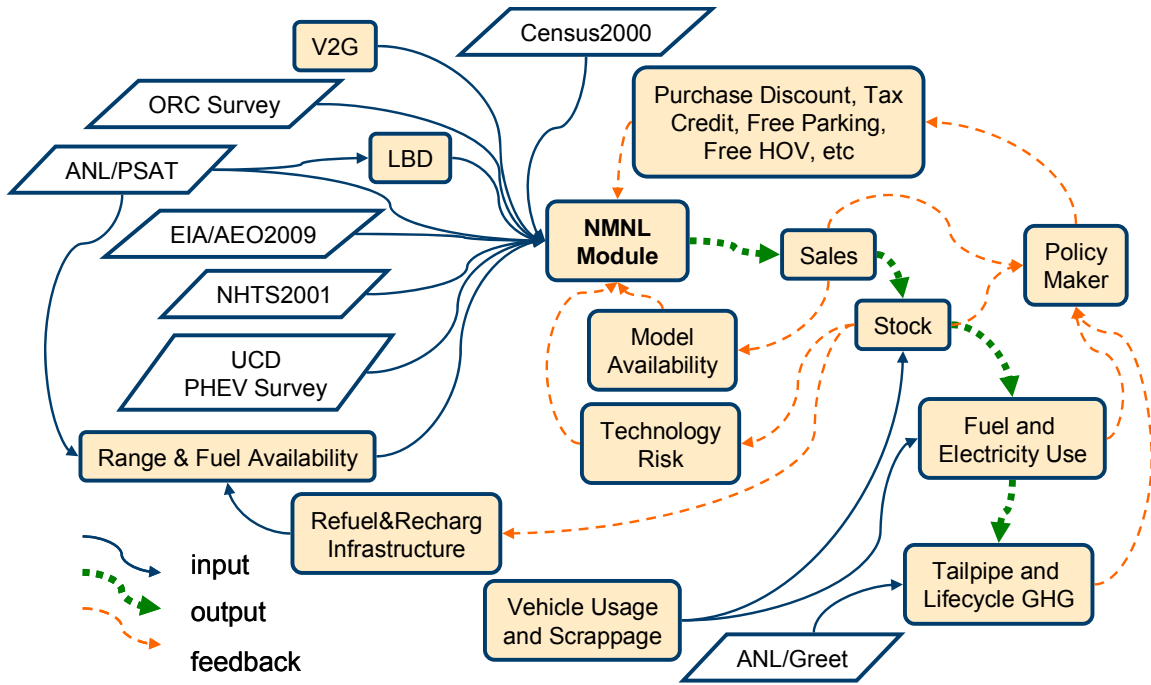 Census2000
V2G
ORC Survey
Purchase Discount, Tax
Credit, Free Parking,
Free HOV, etc
ANL/PSAT
LBD
EIA/AEO2009
NMNL
Module
Sales
Policy
Maker
NHTS2001
Stock
Model
Availability
UCD
PHEV Survey
Technology
Risk
Fuel and
Electricity Use
Range & Fuel Availability
Refuel&Recharg
Infrastructure
input
output
feedback
Vehicle Usage
and Scrappage
Tailpipe and
Lifecycle GHG
ANL/Greet